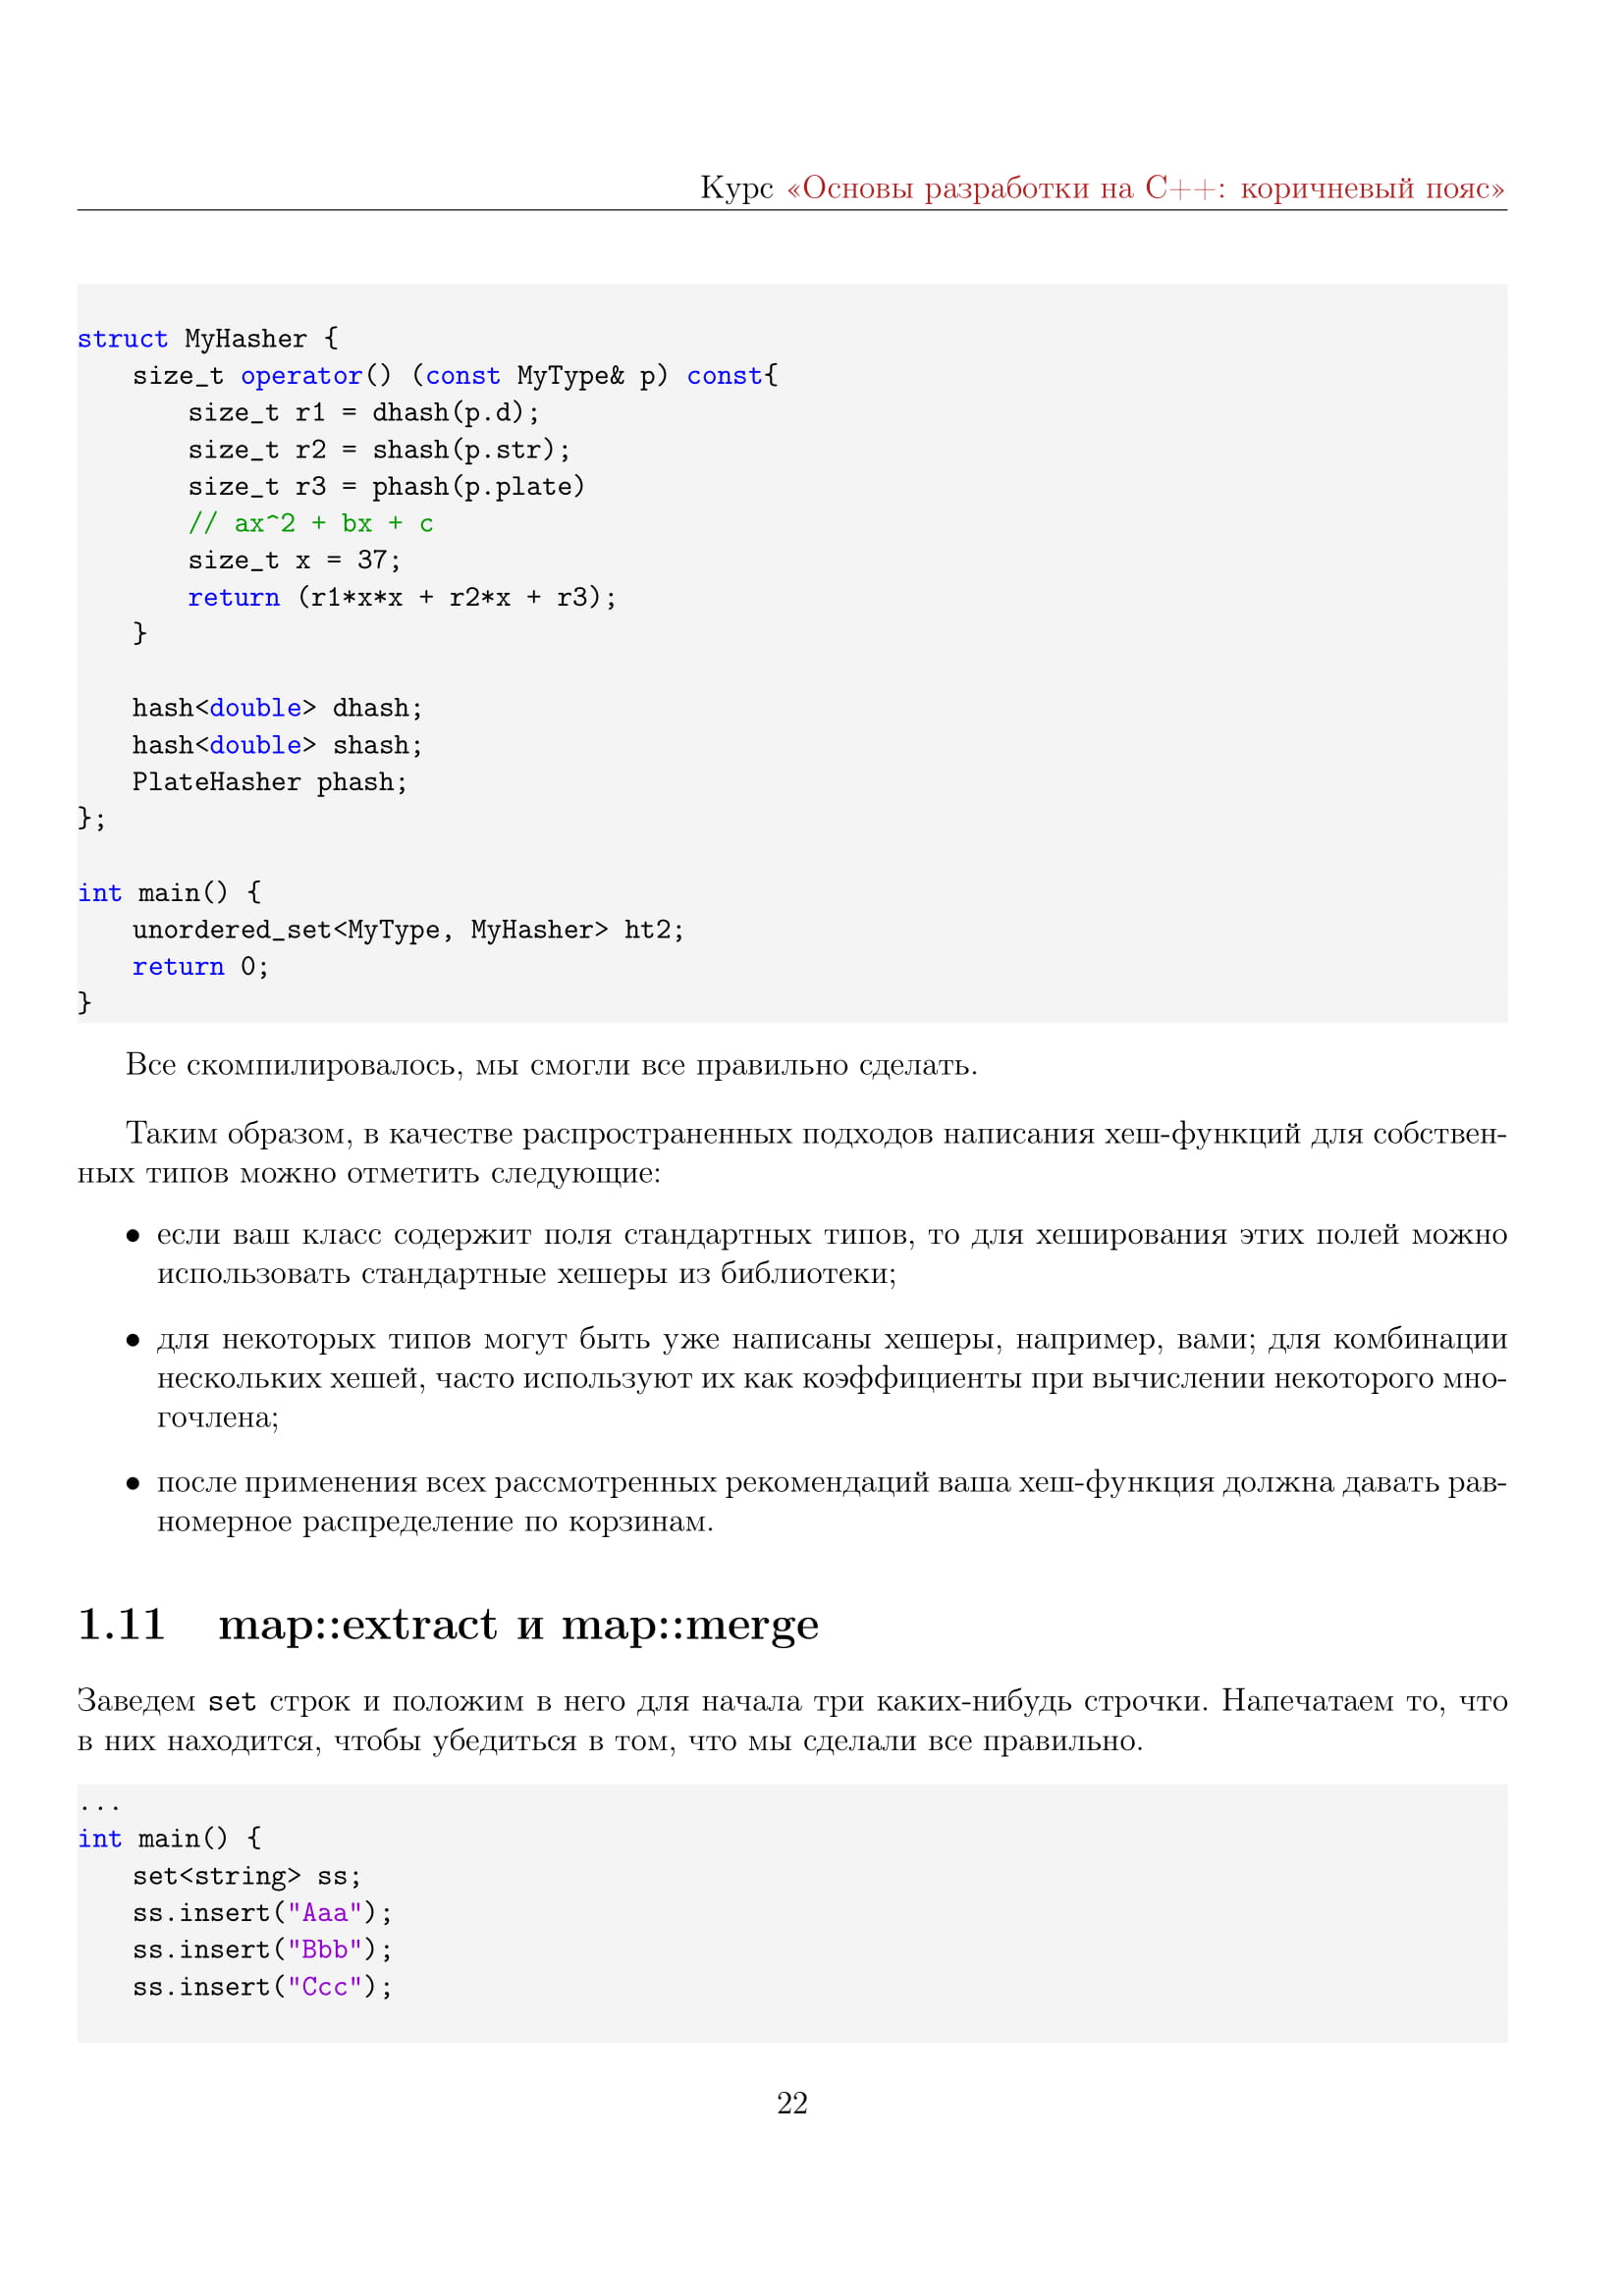 Курс «Основы разработки на C++: коричневый пояс»
struct MyHasher {
size_t operator() (const MyType& p) const{
size_t r1 = dhash(p.d);
size_t r2 = shash(p.str);
size_t r3 = phash(p.plate)
// ax^2 + bx + c
size_t x = 37;
return (r1*x*x + r2*x + r3);
}
hash<double> dhash;
hash<double> shash;
PlateHasher phash;
};
int main() {
unordered_set<MyType, MyHasher> ht2;
return 0;
}
Все скомпилировалось, мы смогли все правильно сделать.
Таким образом, в качестве распространенных подходов написания хеш-функций для собствен-
ных типов можно отметить следующие:
• если ваш класс содержит поля стандартных типов, то для хеширования этих полей можно
использовать стандартные хешеры из библиотеки;
• для некоторых типов могут быть уже написаны хешеры, например, вами; для комбинации
нескольких хешей, часто используют их как коэффициенты при вычислении некоторого мно-
гочлена;
• после применения всех рассмотренных рекомендаций ваша хеш-функция должна давать рав-
номерное распределение по корзинам.
1.11 map::extract и map::merge
Заведем set строк и положим в него для начала три каких-нибудь строчки. Напечатаем то, что
в них находится, чтобы убедиться в том, что мы сделали все правильно.
...
int main() {
set<string> ss;
ss.insert("Aaa");
ss.insert("Bbb");
ss.insert("Ccc");
22